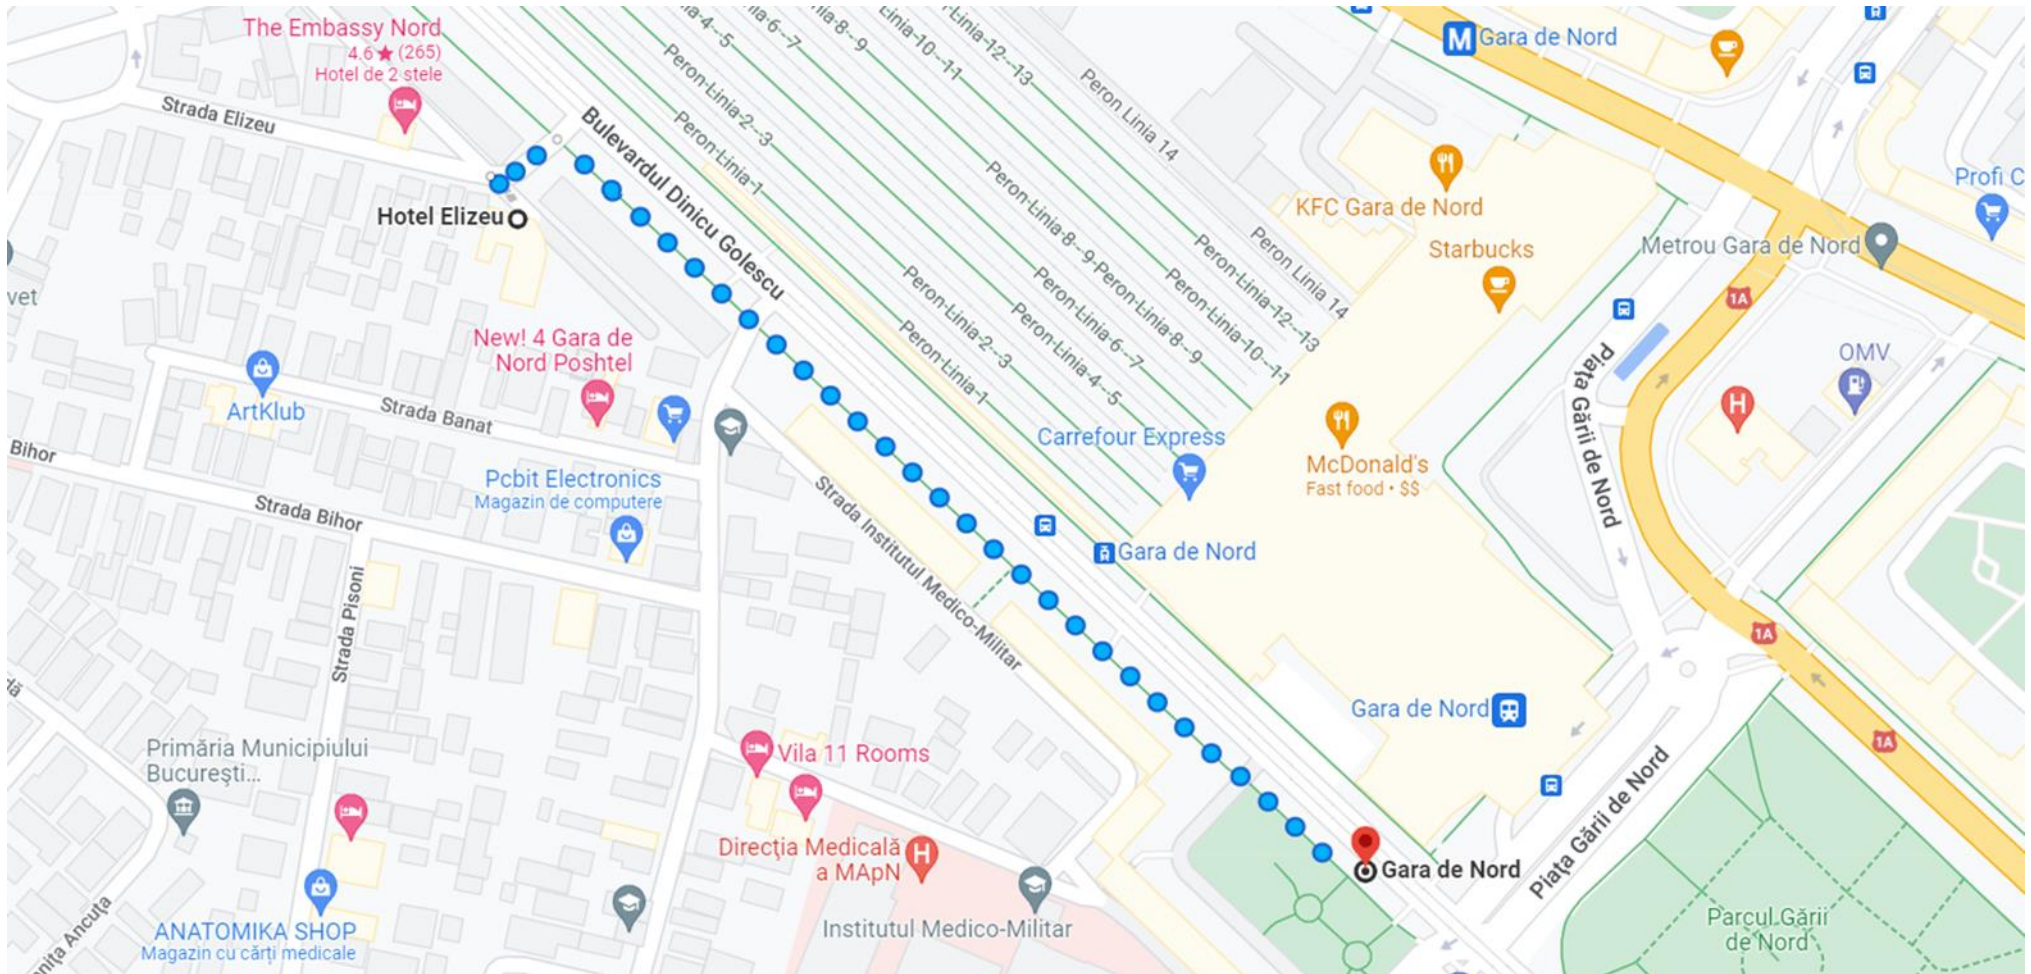 The Embassy Nord
4.6★(265)
Hotel de 2 stele
Strada Elizeu
Hotel Elizeu
Bulevardul Dinicu Golescu
4--5
6--7
8--9
Linia-10--11
Linia-12--13
Peron Linia 14
Peron-Linia-2--3
Peron-Linia-1
Gara de Nord
M
Profi C
Metrou Gara de Nord
KFC Gara de Nord
Starbucks
Peron-Linia-8--9
Peron-Linia-8--9
Peron-Linia-12--13
Peron Linia 14
Peron-Linia-10--11
Peron-Linia-6--7
Peron-Linia-4--5
Peron-Linia-2--3
Peron-Linia-1
1A
Piața Gării de Nord
OMV
H
vet
New! 4 Gara de
Nord Poshtel
ArtKlub
Strada Banat
Carrefour Express
McDonald's
Fast food • $$
Bihor
Strada Bihor
Pcbit Electronics
Magazin de computere
Strada Institutul Medico-Militar
Gara de Nord
Strada Pisoni
1A
Gara de Nord
1A
Primăria Municipiului
București...
Vila 11 Rooms
Direcția Medicală
a MApN
H
Institutul Medico-Militar
Gara de Nord
Piața Gării de Nord
Parcul Gării
de Nord
ANATOMIKA SHOP
Magazin cu cărți medicale
nița Ancuța